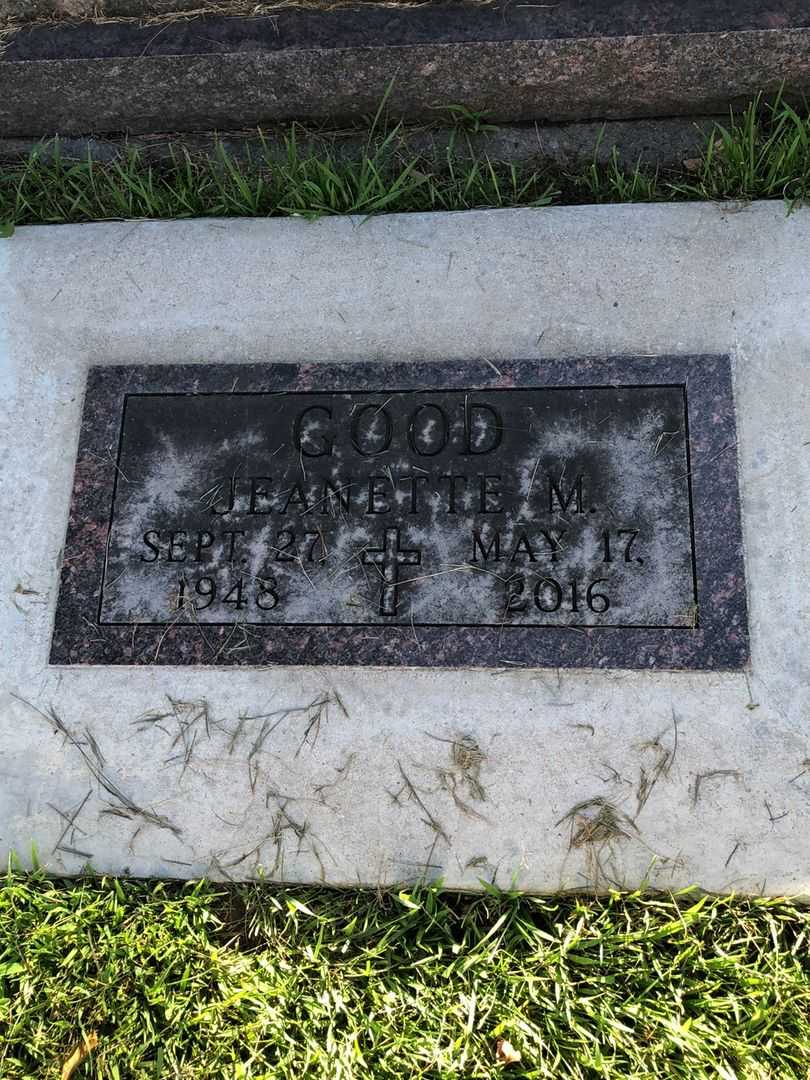 GOOD
JEANETTE M.
SEPT. 27, MAY 17,
1948 2016